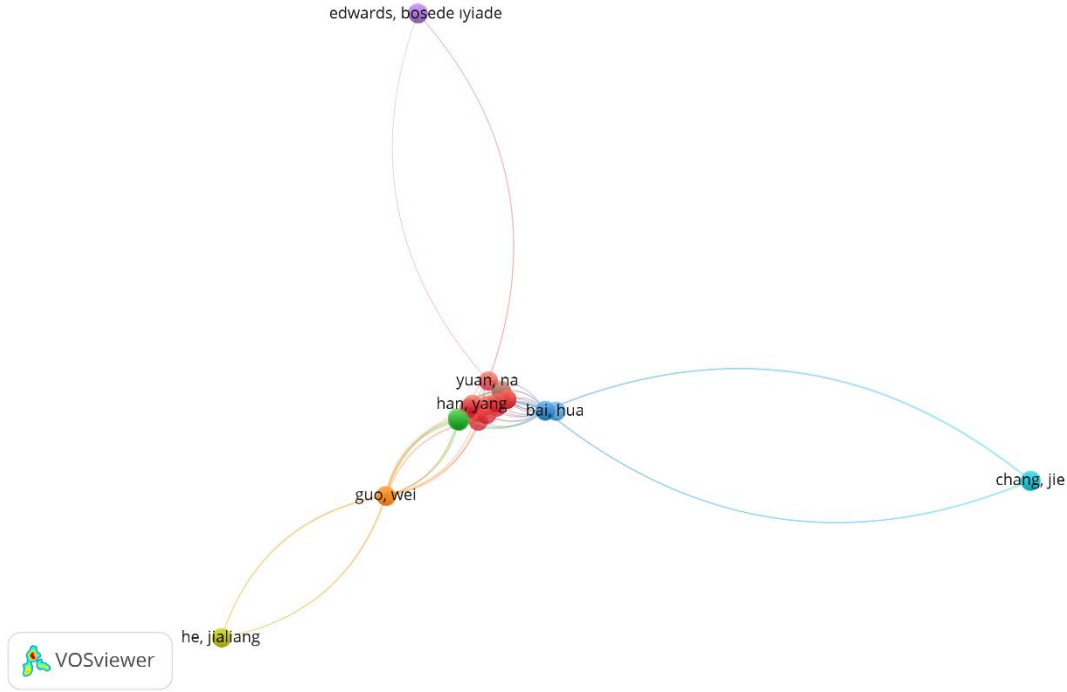 edwards, bosede ıyiade
yuan, na
han, yang
bai, hua
chang, jie
guo, wei
he, jialiang
VOSviewer